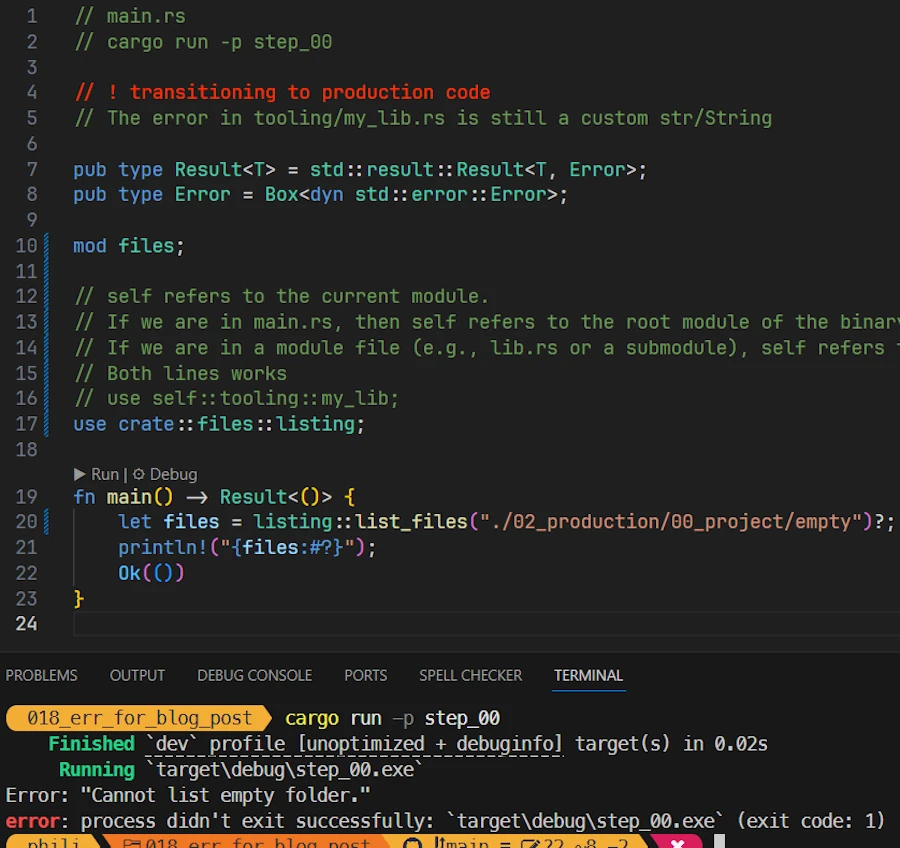 1 // main.rs
2 // cargo run -p step_00
3
4 // ! transitioning to production code
5 // The error in tooling/my_lib.rs is still a custom str/String
6
7 pub type Result<T> = std::result::Result<T, Error>;
8 pub type Error = Box<dyn std::error::Error>;
9
10 mod files;
11
12 // self refers to the current module.
13 // If we are in main.rs, then self refers to the root module of the binar
14 // If we are in a module file (e.g., lib.rs or a submodule), self refers
15 // Both lines works
16 // use self::tooling::my_lib;
17 use crate::files::listing;
18
Run | Debug
19 fn main() -> Result<()> {
20 let files = listing::list_files("./02_production/00_project/empty")?;
21 println!("{files:#?}");
22 Ok(())
23 }
24
PROBLEMS OUTPUT DEBUG CONSOLE PORTS SPELL CHECKER TERMINAL
018_err_for_blog_post cargo run -p step_00
Finished `dev` profile [unoptimized + debuginfo] target(s) in 0.02s
Running `target\debug\step_00.exe`
Error: "Cannot list empty folder."
error: process didn't exit successfully: `target\debug\step_00.exe` (exit code: 1)
phili 018_err_for_blog_post main = 22 ~8 -2